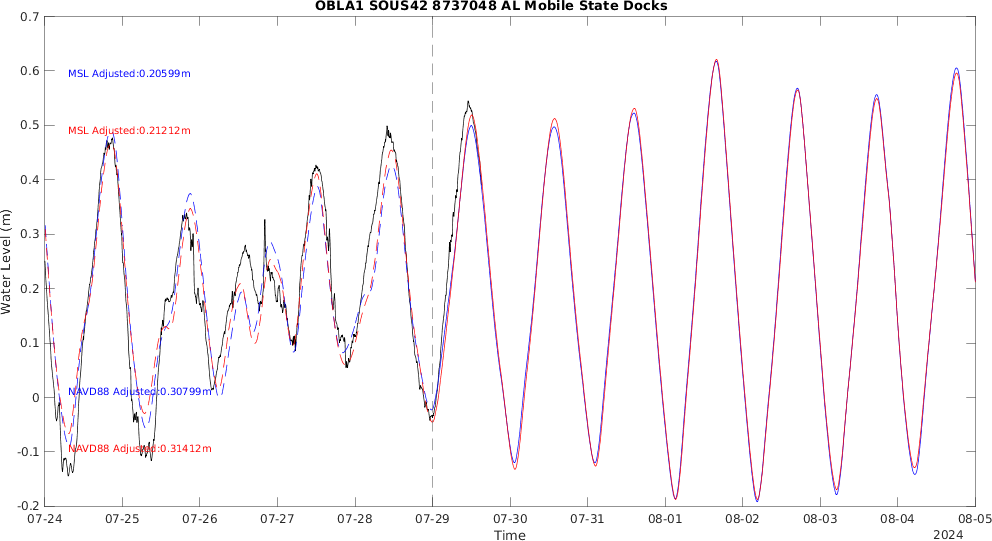 OBLA1 SOUS42 8737048 AL Mobile State Docks
0.7
0.6
0.5
0.4
0.3
0.2
0.1
0
-0.1
-0.2
Water Level (m)
MSL Adjusted:0.20599m
MSL Adjusted:0.21212m
NAVD88 Adjusted:0.30799m
NAVD88 Adjusted:0.31412m
07-24 07-25 07-26 07-27 07-28 07-29 07-30 07-31 08-01 08-02 08-03 08-04 08-05
Time
2024